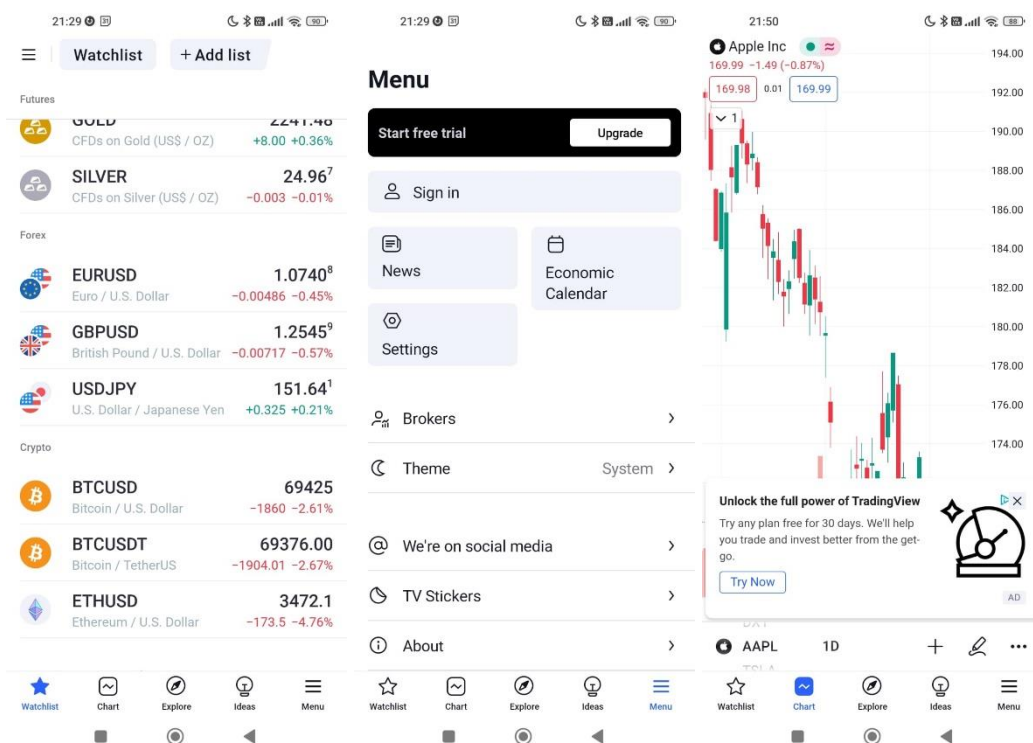 21:29
31
90
Watchlist
+ Add list
Futures
GOLD 2241.48
CFDs on Gold (US$ / OZ) +8.00 +0.36%
SILVER 24.967
CFDs on Silver (US$ / OZ) −0.003 −0.01%
Forex
EURUSD 1.07408
Euro / U.S. Dollar −0.00486 −0.45%
GBPUSD 1.25459
British Pound / U.S. Dollar −0.00717 −0.57%
USDJPY 151.641
U.S. Dollar / Japanese Yen +0.325 +0.21%
Crypto
BTCUSD 69425
Bitcoin / U.S. Dollar −1860 −2.61%
BTCUSDT 69376.00
Bitcoin / TetherUS −1904.01 −2.67%
ETHUSD 3472.1
Ethereum / U.S. Dollar −173.5 −4.76%
Watchlist Chart Explore Ideas Menu
21:29
31
90
Menu
Start free trial Upgrade
Sign in
News
Economic
Calendar
Settings
Brokers
Theme System
We're on social media
TV Stickers
About
Watchlist Chart Explore Ideas Menu
21:50
88
Apple Inc
169.99 −1.49 (−0.87%)
169.98 0.01 169.99
1
194.00
192.00
190.00
188.00
186.00
184.00
182.00
180.00
178.00
176.00
174.00
Unlock the full power of TradingView
Try any plan free for 30 days. We'll help
you trade and invest better from the get-
go.
Try Now
AD
DXY
AAPL 1D
TSLA
Watchlist Chart Explore Ideas Menu